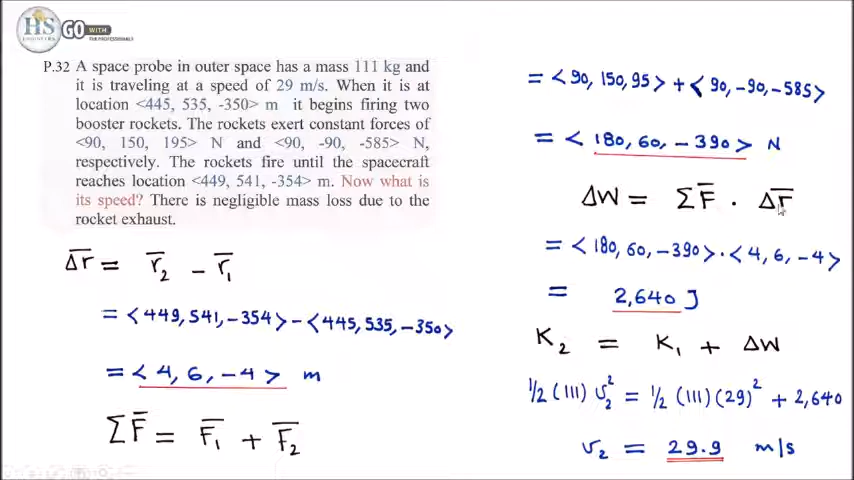 HS
ENGINEERS
GO WITH
FOR PROFESSIONALS
P.32 A space probe in outer space has a mass 111 kg and
it is traveling at a speed of 29 m/s. When it is at
location <445, 535, -350> m it begins firing two
booster rockets. The rockets exert constant forces of
<90, 150, 195> N and <90, -90, -585> N,
respectively. The rockets fire until the spacecraft
reaches location <449, 541, -354> m. Now what is
its speed? There is negligible mass loss due to the
rocket exhaust.
Δr̅ = r̅₂ - r̅₁
= <449, 541, -354> - <445, 535, -350>
= <4, 6, -4> m
ΣF̅ = F̅₁ + F̅₂
= <90, 150, 95> + <90, -90, -585>
= <180, 60, -390> N
ΔW = ΣF̅ · Δr̅
= <180, 60, -390> · <4, 6, -4>
= 2,640 J
K₂ = K₁ + ΔW
1/2 (111) v₂² = 1/2 (111) (29)² + 2,640
v₂ = 29.9 m/s